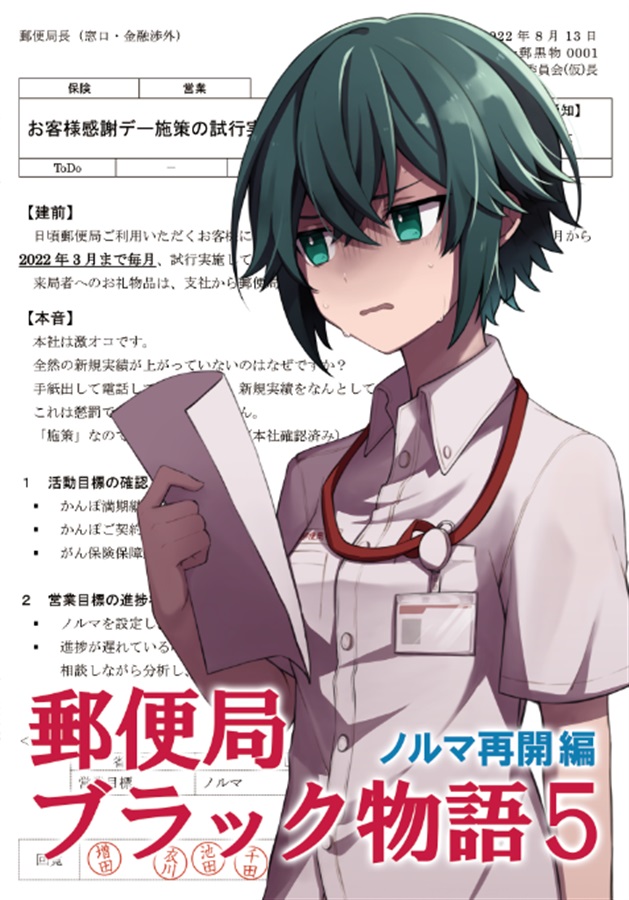 郵便局長（窓口・金融渉外）
22年8月13日
郵黒物0001
員会(仮)長
保険 営業
知】
お客様感謝デー施策の試行実
ToDo －
【建前】
日頃郵便局ご利用いただくお客様に 月から
2022年3月まで毎月、試行実施して
来局者へのお礼物品は、支社から郵便局
【本音】
本社は激オコです。
全然の新規実績が上がっていないのはなぜですか？
手紙出して電話して 新規実績をなんとして
これは懲罰で ん。
「施策」なので 本社確認済み）
1 活動目標の確認
▪ かんぽ満期
▪ かんぽご契約
▪ がん保険保障
2 営業目標の進捗
▪ ノルマを設定し
▪ 進捗が遅れている
相談しながら分析し、
郵便局
ノルマ再開編
営業目標 ノルマ
ブラック物語5
回覧 増田 衣川 池田 千田